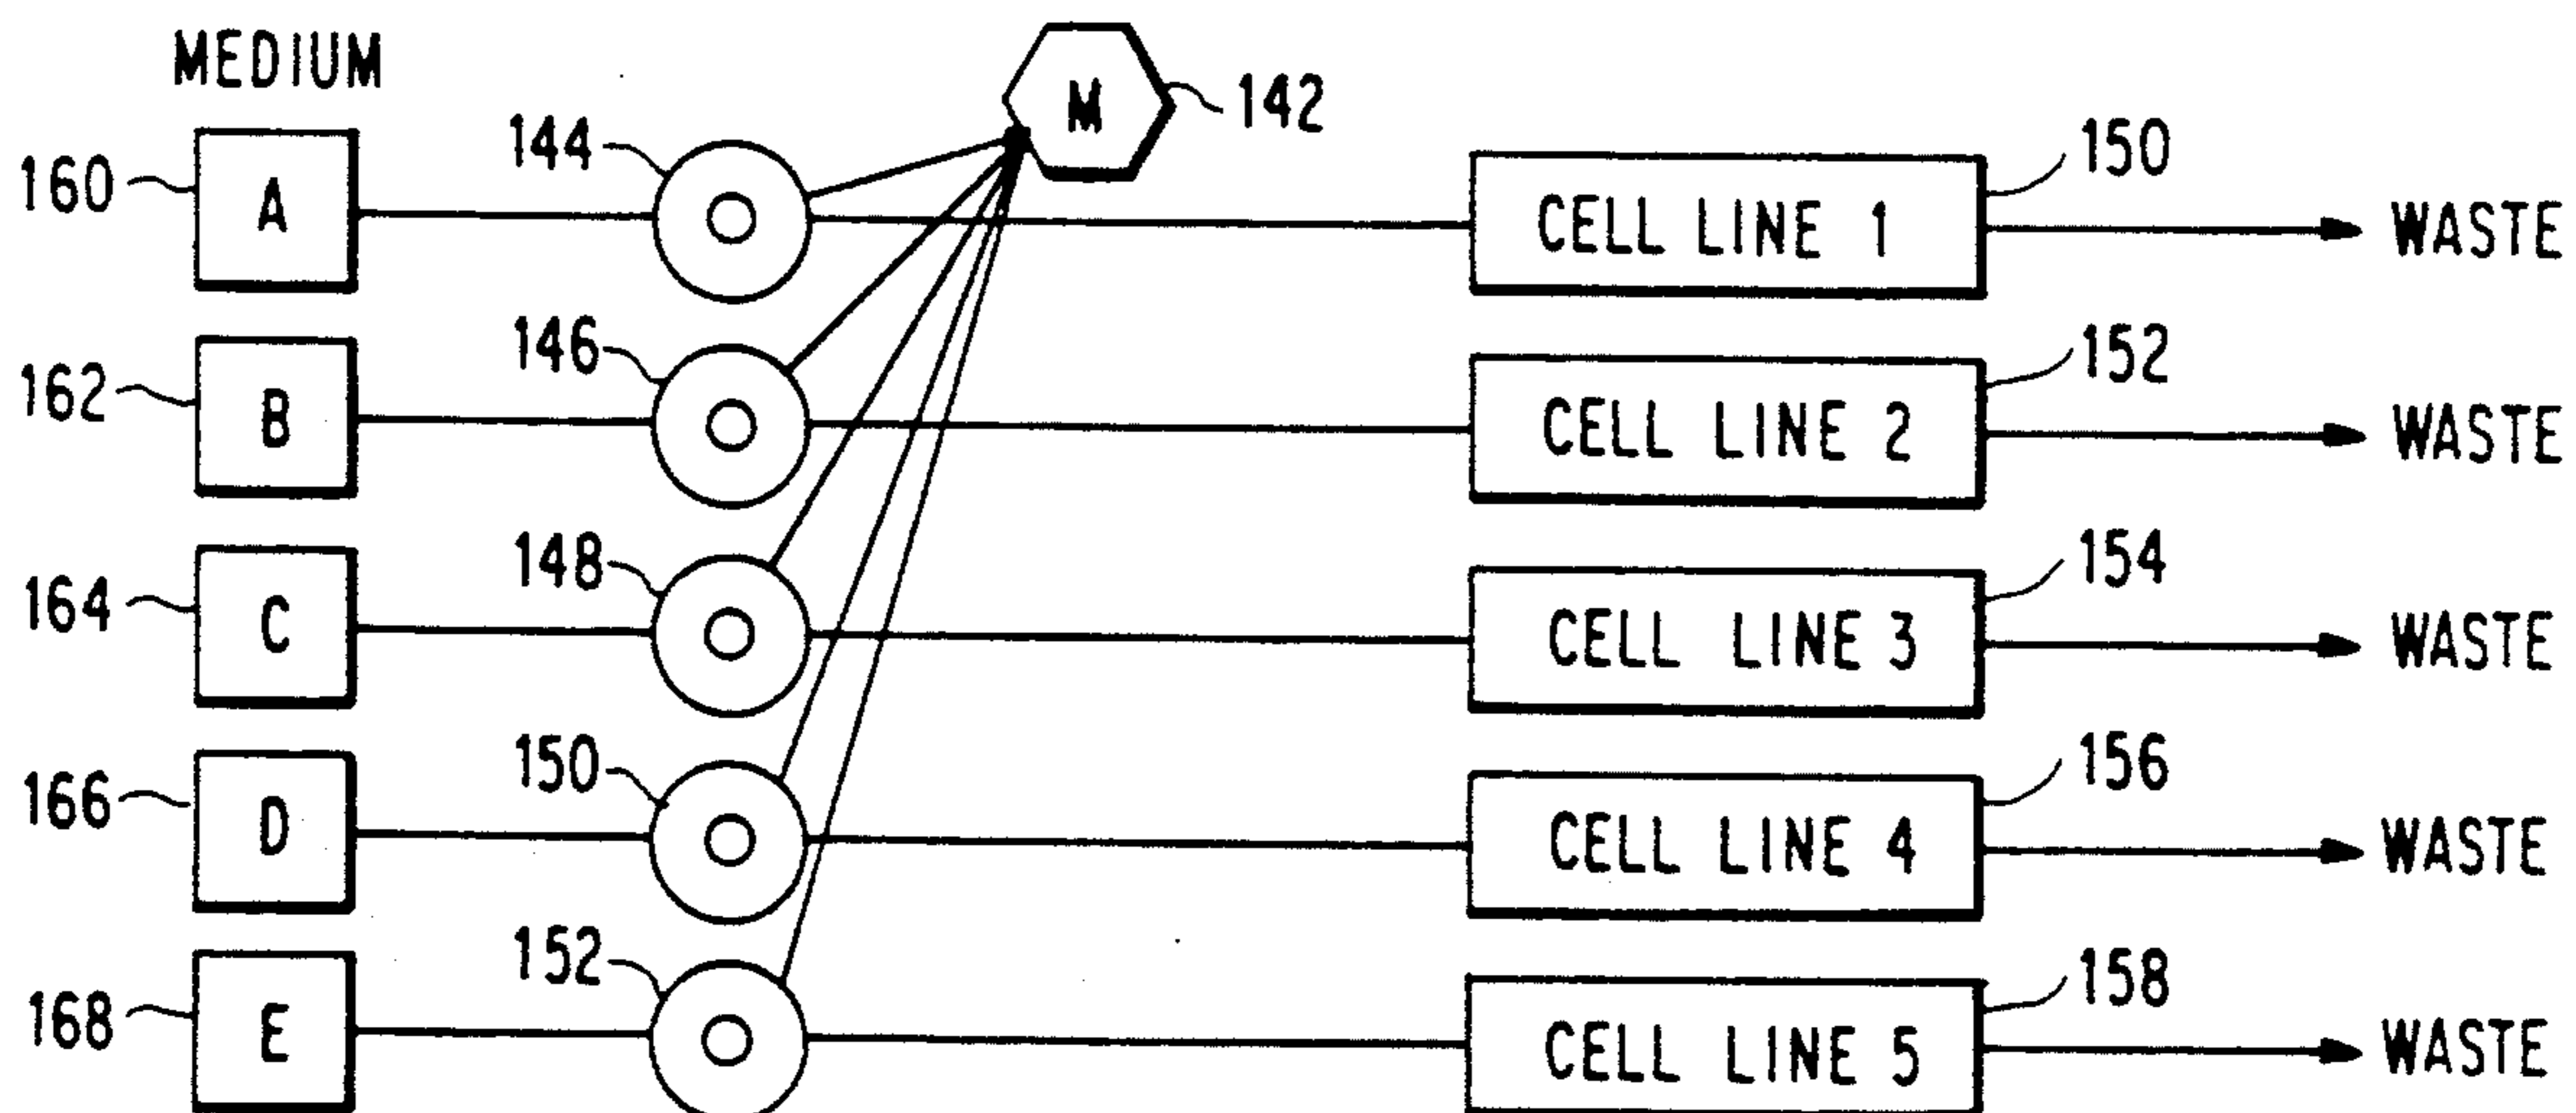 MEDIUM
M
142
144
150
160
A
CELL LINE 1
WASTE
146
152
162
B
CELL LINE 2
WASTE
148
154
164
C
CELL LINE 3
WASTE
150
156
166
D
CELL LINE 4
WASTE
152
158
168
E
CELL LINE 5
WASTE